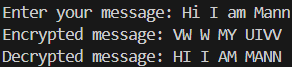 Enter your message: Hi I am Mann
Encrypted message: VW W MY UIVV
Decrypted message: HI I AM MANN